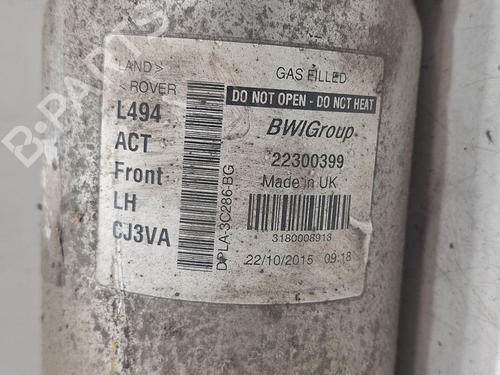 B-PARTS
LAND>
<ROVER
L494
ACT
Front
LH
CJ3VA
DPLA-3C286-BG
GAS FILLED
DO NOT OPEN - DO NOT HEAT
BWIGroup
22300399
Made in UK
3180008913
22/10/2015 09:18